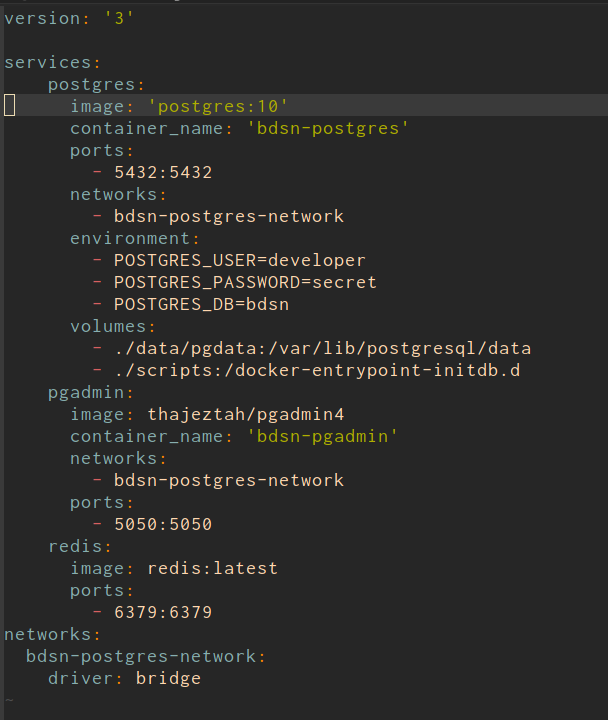 version: '3'

services:
    postgres:
      image: 'postgres:10'
      container_name: 'bdsn-postgres'
      ports:
        - 5432:5432
      networks:
        - bdsn-postgres-network
      environment:
        - POSTGRES_USER=developer
        - POSTGRES_PASSWORD=secret
        - POSTGRES_DB=bdsn
      volumes:
        - ./data/pgdata:/var/lib/postgresql/data
        - ./scripts:/docker-entrypoint-initdb.d
    pgadmin:
      image: thajeztah/pgadmin4
      container_name: 'bdsn-pgadmin'
      networks:
        - bdsn-postgres-network
      ports:
        - 5050:5050
    redis:
      image: redis:latest
      ports:
        - 6379:6379
networks:
  bdsn-postgres-network:
    driver: bridge
~